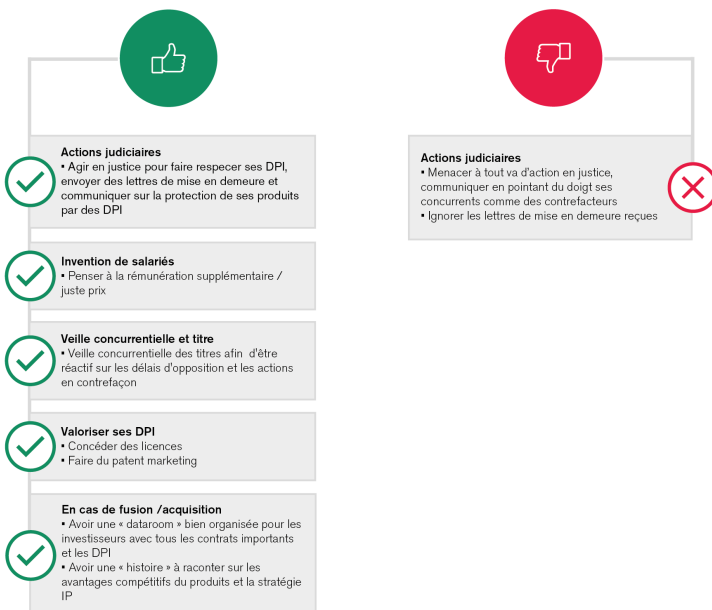 Actions judiciaires
▪ Agir en justice pour faire respecer ses DPI,
envoyer des lettres de mise en demeure et
communiquer sur la protection de ses produits
par des DPI
Invention de salariés
▪ Penser à la rémunération supplémentaire /
juste prix
Veille concurrentielle et titre
▪ Veille concurrentielle des titres afin d'être
réactif sur les délais d'opposition et les actions
en contrefaçon
Valoriser ses DPI
▪ Concéder des licences
▪ Faire du patent marketing
En cas de fusion /acquisition
▪ Avoir une « dataroom » bien organisée pour les
investisseurs avec tous les contrats importants
et les DPI
▪ Avoir une « histoire » à raconter sur les
avantages compétitifs du produits et la stratégie
IP
Actions judiciaires
▪ Menacer à tout va d'action en justice,
communiquer en pointant du doigt ses
concurrents comme des contrefacteurs
▪ Ignorer les lettres de mise en demeure reçues